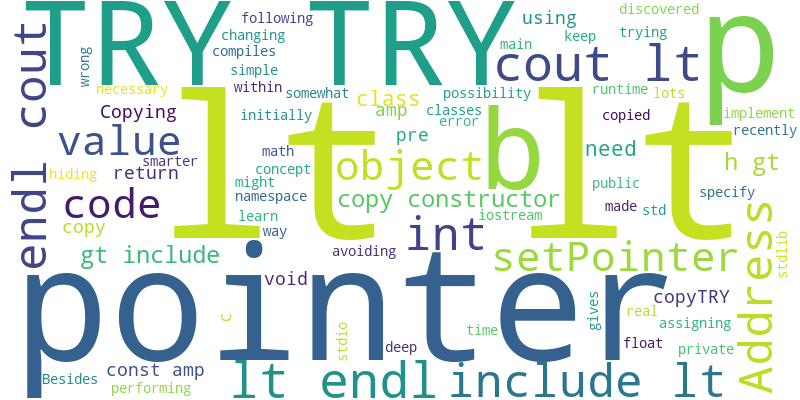 TRY TRY
p
cout lt
lt lt
pointer
endl cout
wrong
following
changing
compiles
simple
within
using
main
discovered
trying
keep
necessary
Copying
somewhat
class
amp
possibility
classes
error
runtime
lots
copied
implement
recently
value
initially
pre
b
smarter
math
object
need
h gt
hiding
return
concept
might
namespace
copy constructor
public
specify
code
learn
iostream
made
std
copy
way
int
gt include
avoiding
setPointer
Address
stdlib
void
copyTRY
C
stdio
deep
time
gives
real
assigning
float
private
Besides
const amp
performing
lt endl
include lt